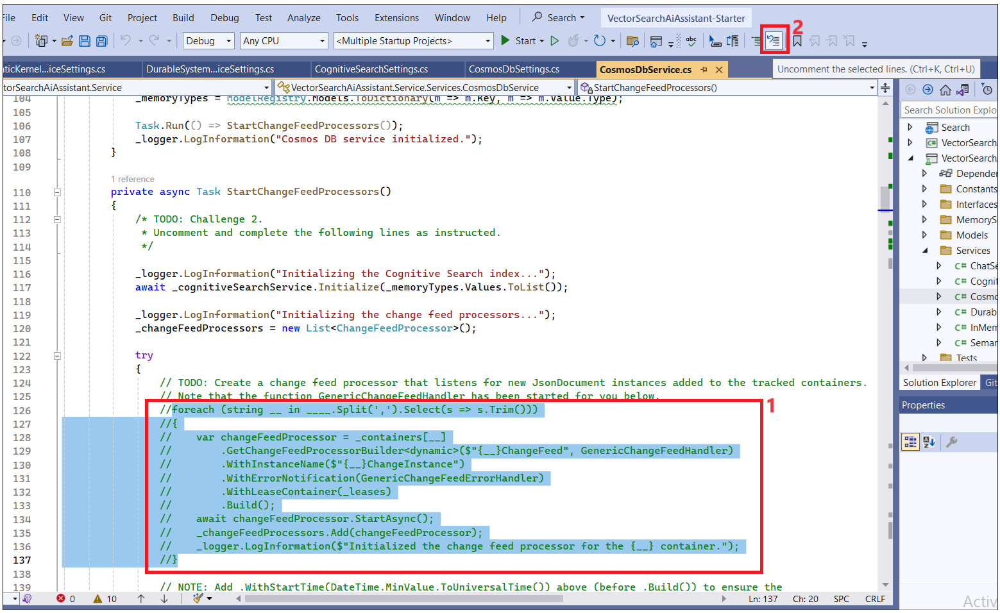 File Edit View Git Project Build Debug Test Analyze Tools Extensions Window Help Search VectorSearchAiAssistant-Starter
2
Debug Any CPU <Multiple Startup Projects> Start
ticKernel...iceSettings.cs DurableSystem...iceSettings.cs CognitiveSearchSettings.cs CosmosDbSettings.cs CosmosDbService.cs
Uncomment the selected lines. (Ctrl+K, Ctrl+U)
torSearchAiAssistant.Service VectorSearchAiAssistant.Service.Services.CosmosDbService StartChangeFeedProcessors()
104 _memoryTypes = ModelRegistry.Models.ToDictionary(m => m.Key, m => m.Value.Type);
105
106 Task.Run(() => StartChangeFeedProcessors());
107 _logger.LogInformation("Cosmos DB service initialized.");
108 }
109
1 reference
110 private async Task StartChangeFeedProcessors()
111 {
112 /* TODO: Challenge 2.
113 * Uncomment and complete the following lines as instructed.
114 */
115
116 _logger.LogInformation("Initializing the Cognitive Search index...");
117 await _cognitiveSearchService.Initialize(_memoryTypes.Values.ToList());
118
119 _logger.LogInformation("Initializing the change feed processors...");
120 _changeFeedProcessors = new List<ChangeFeedProcessor>();
121
122 try
123 {
124 // TODO: Create a change feed processor that listens for new JsonDocument instances added to the tracked containers.
125 // Note that the function GenericChangeFeedHandler has been started for you below.
1
126 //foreach (string __ in ____.Split(',').Select(s => s.Trim()))
127 //{
128 // var changeFeedProcessor = _containers[__]
129 // .GetChangeFeedProcessorBuilder<dynamic>($"{__}ChangeFeed", GenericChangeFeedHandler)
130 // .WithInstanceName($"{__}ChangeInstance")
131 // .WithErrorNotification(GenericChangeFeedErrorHandler)
132 // .WithLeaseContainer(_leases)
133 // .Build();
134 // await changeFeedProcessor.StartAsync();
135 // _changeFeedProcessors.Add(changeFeedProcessor);
136 // _logger.LogInformation($"Initialized the change feed processor for the {__} container.");
137 //}
138
139 // NOTE: Add .WithStartTime(DateTime.MinValue.ToUniversalTime()) above (before .Build()) to ensure the
0 10 Ln: 137 Ch: 20 SPC CRLF
Search Solution Explo
Search
VectorSearch
VectorSearch
Depender
Constants
Interfaces
MemoryS
Models
Services
C# ChatSe
C# Cognit
C# Cosmo
C# Durab
C# InMem
C# Seman
Tests
Solution Explorer Git
Properties
Activ